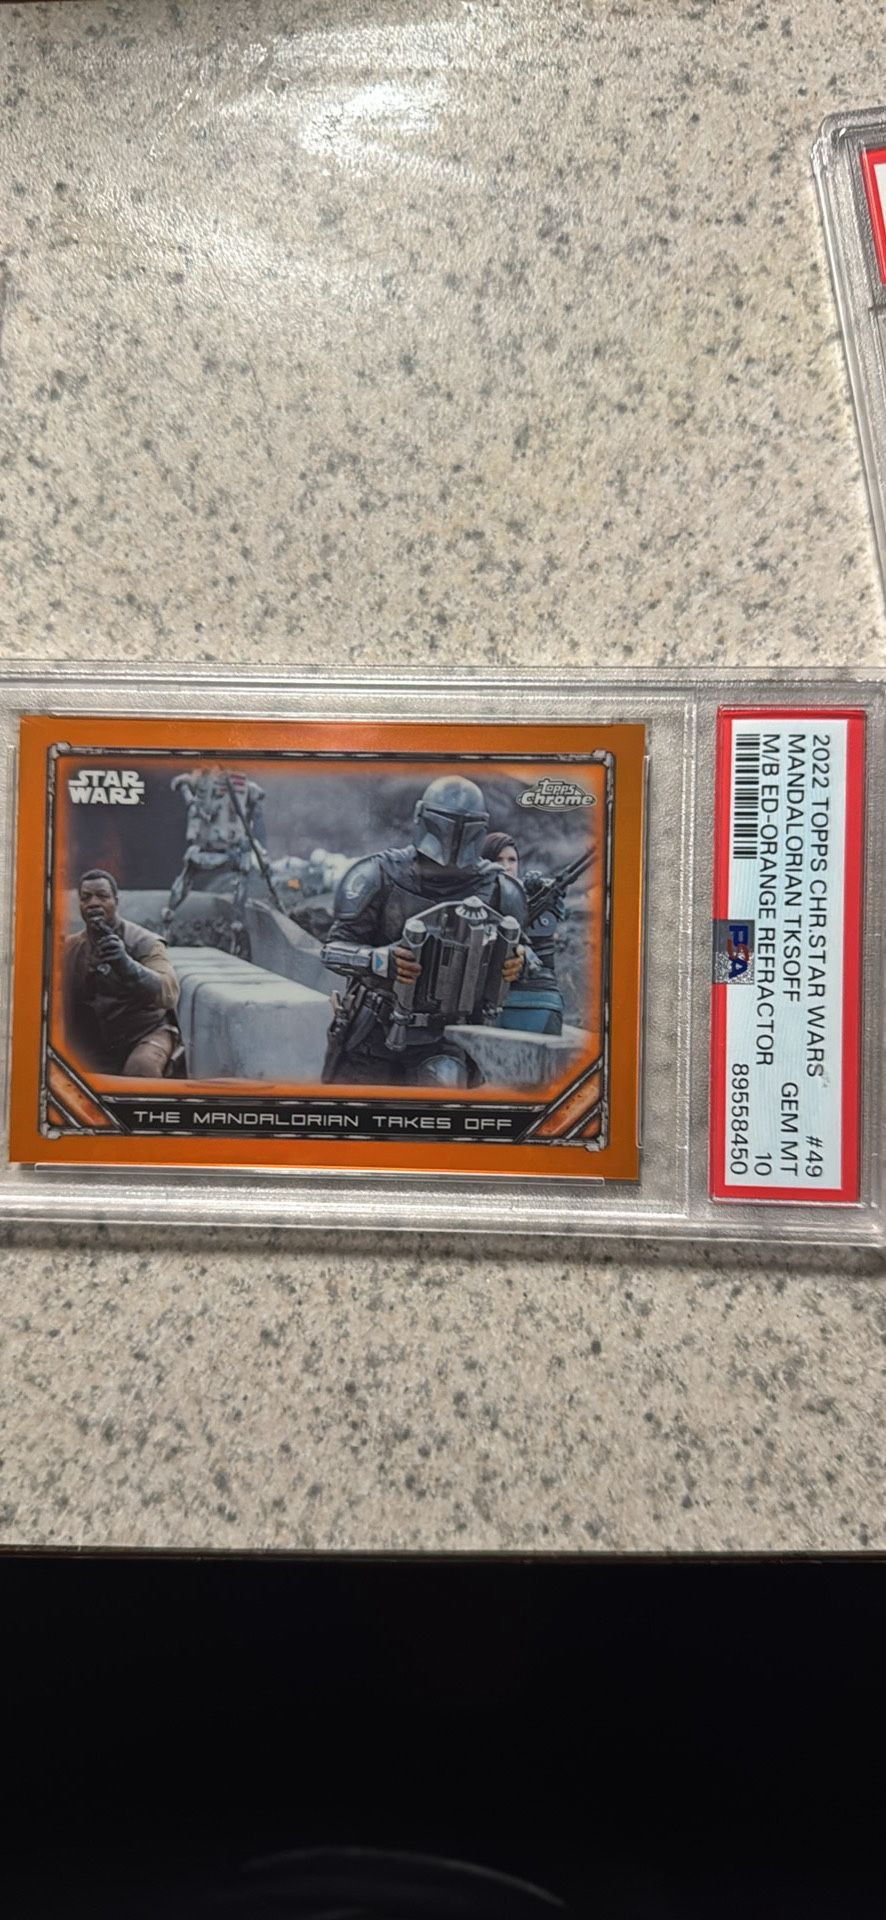 STAR
WARS
Topps
Chrome
THE MANDALORIAN TAKES OFF
2022 TOPPS CHR.STAR WARS #49
MANDALORIAN TKSOFF GEM MT
M/B ED-ORANGE REFRACTOR 10
PSA 89558450